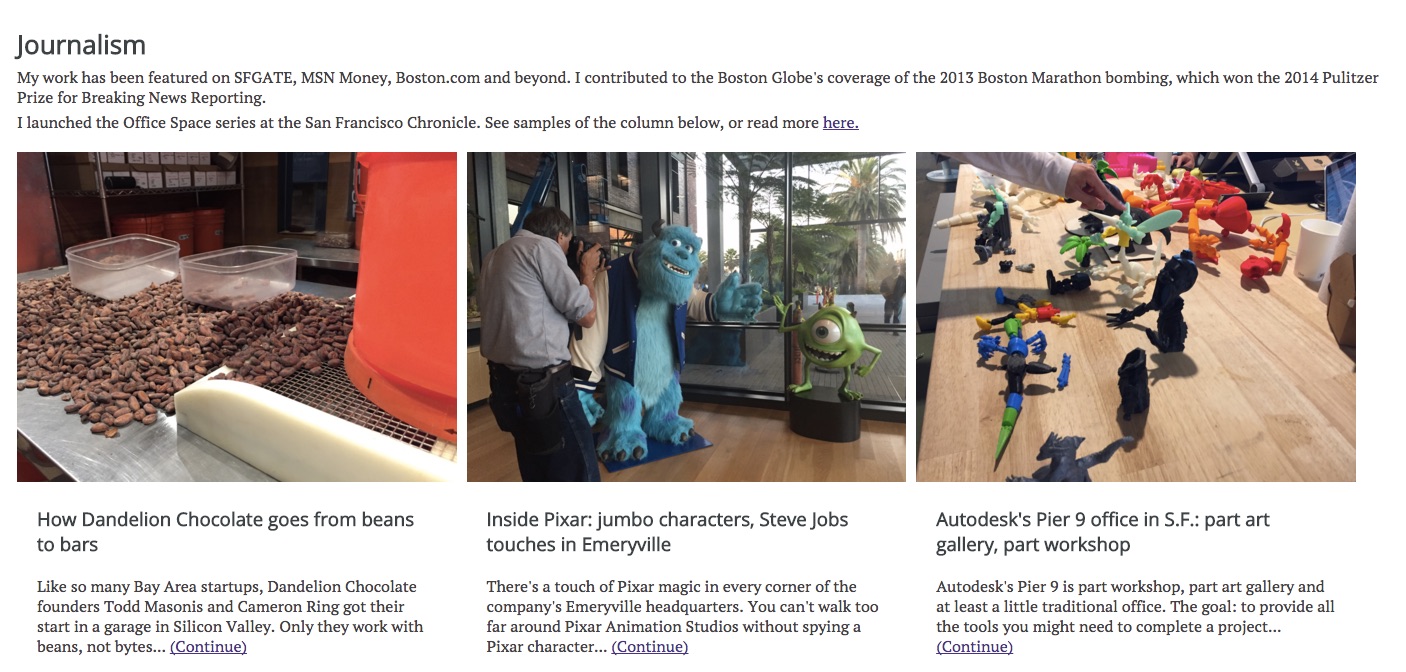 Journalism
My work has been featured on SFGATE, MSN Money, Boston.com and beyond. I contributed to the Boston Globe's coverage of the 2013 Boston Marathon bombing, which won the 2014 Pulitzer
Prize for Breaking News Reporting.
I launched the Office Space series at the San Francisco Chronicle. See samples of the column below, or read more here.
How Dandelion Chocolate goes from beans
to bars
Like so many Bay Area startups, Dandelion Chocolate
founders Todd Masonis and Cameron Ring got their
start in a garage in Silicon Valley. Only they work with
beans, not bytes... (Continue)
Inside Pixar: jumbo characters, Steve Jobs
touches in Emeryville
There's a touch of Pixar magic in every corner of the
company's Emeryville headquarters. You can't walk too
far around Pixar Animation Studios without spying a
Pixar character... (Continue)
Autodesk's Pier 9 office in S.F.: part art
gallery, part workshop
Autodesk's Pier 9 is part workshop, part art gallery and
at least a little traditional office. The goal: to provide all
the tools you might need to complete a project...
(Continue)